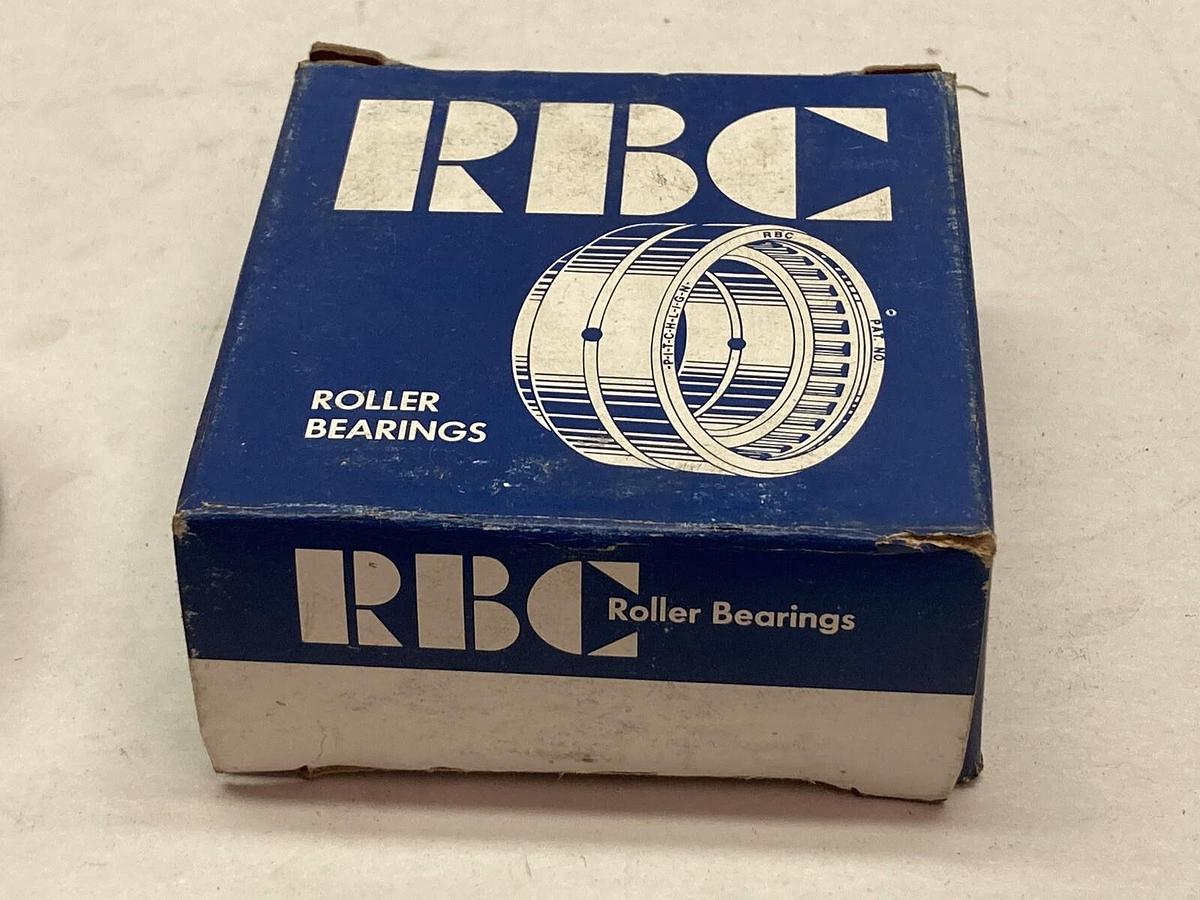 RBC
RBC
-P-I-T-C-H-L-I-G-N-
PAT. NO.
ROLLER
BEARINGS
RBC Roller Bearings